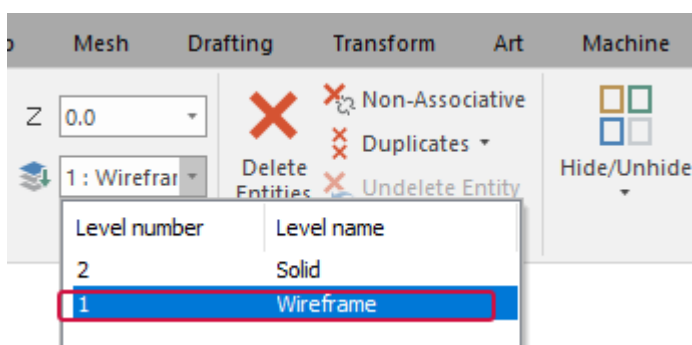 Mesh Drafting Transform Art Machine
Z 0.0
Non-Associative
Duplicates
1 : Wirefrar
Delete
Entities
Undelete Entity
Hide/Unhide
Level number Level name
2 Solid
1 Wireframe